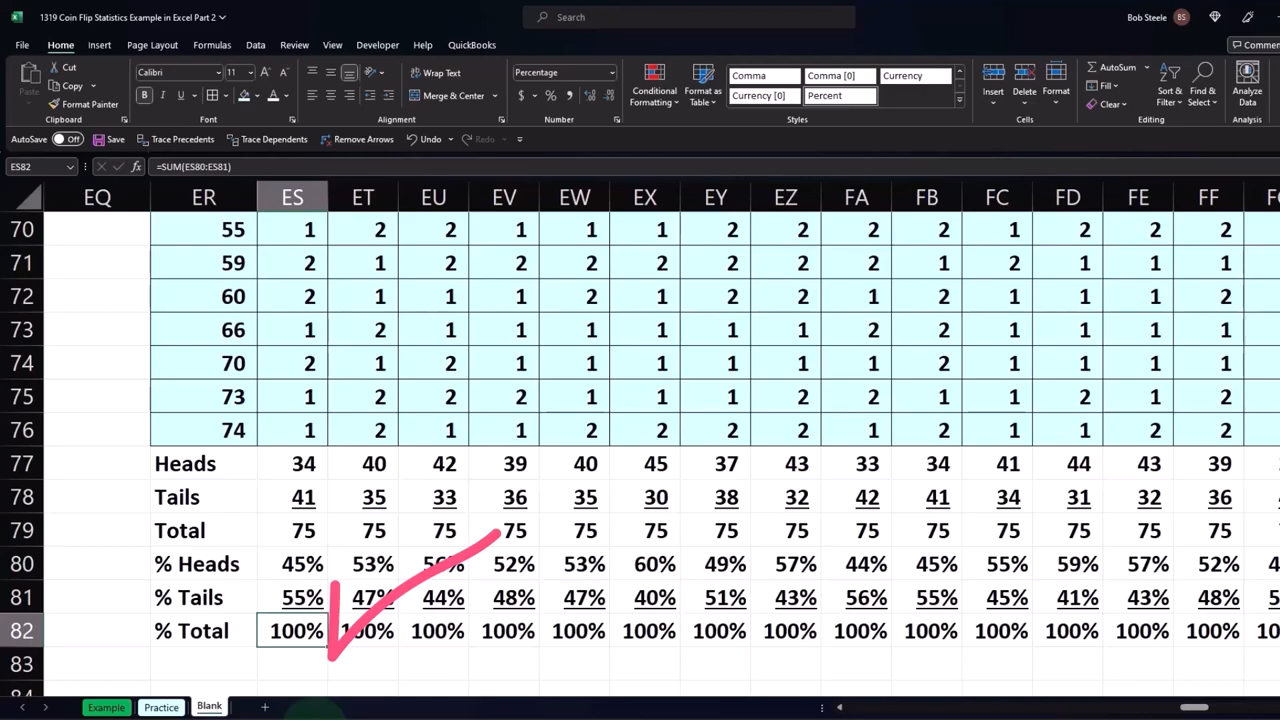 1319 Coin Flip Statistics Example in Excel Part 2
Search
Bob Steele BS
File Home Insert Page Layout Formulas Data Review View Developer Help QuickBooks
Commen
Paste Cut Copy Format Painter
Clipboard
Calibri 11
B I U
Font
Wrap Text
Merge & Center
Alignment
Percentage
$ % ,
Number
Conditional Formatting Format as Table
Comma Comma [0] Currency
Currency [0] Percent
Styles
Insert Delete Format
Cells
AutoSum Fill Clear
Sort & Filter Find & Select
Editing
Analyze Data
Analysis
AutoSave Off Save Trace Precedents Trace Dependents Remove Arrows Undo Redo
ES82 fx =SUM(ES80:ES81)
EQ ER ES ET EU EV EW EX EY EZ FA FB FC FD FE FF
70 55 1 2 2 1 1 1 2 2 2 2 1 2 2 2
71 59 2 1 2 2 2 2 2 2 2 1 2 1 1 1
72 60 2 1 1 1 2 1 2 2 1 2 1 1 1 2
73 66 1 2 1 1 1 1 1 2 2 1 1 1 1 1
74 70 2 1 2 1 1 1 1 1 1 1 1 1 1 1
75 73 1 2 2 2 1 1 1 2 2 2 1 2 1 2
76 74 1 2 1 1 2 2 2 2 1 2 1 1 2 2
77 Heads 34 40 42 39 40 45 37 43 33 34 41 44 43 39
78 Tails 41 35 33 36 35 30 38 32 42 41 34 31 32 36
79 Total 75 75 75 75 75 75 75 75 75 75 75 75 75 75
80 % Heads 45% 53% 56% 52% 53% 60% 49% 57% 44% 45% 55% 59% 57% 52%
81 % Tails 55% 47% 44% 48% 47% 40% 51% 43% 56% 55% 45% 41% 43% 48%
82 % Total 100% 100% 100% 100% 100% 100% 100% 100% 100% 100% 100% 100% 100% 100%
83
84
Example Practice Blank